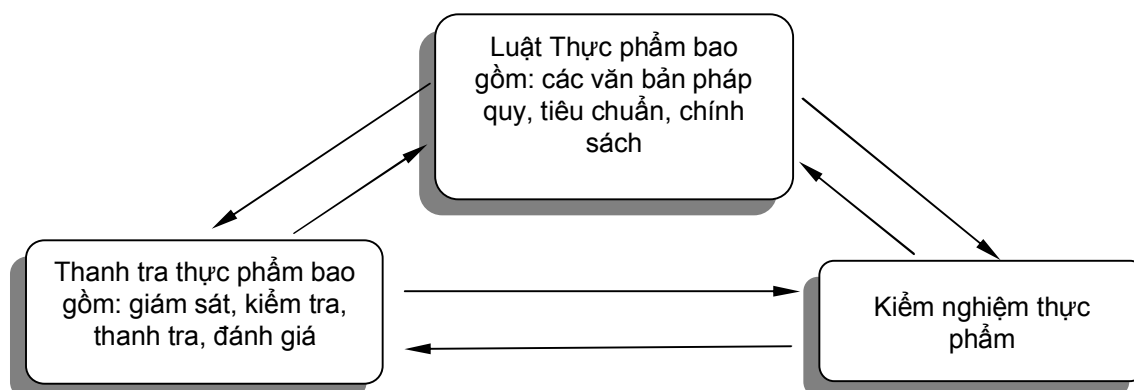 Luật Thực phẩm bao
gồm: các văn bản pháp
quy, tiêu chuẩn, chính
sách
Thanh tra thực phẩm bao
gồm: giám sát, kiểm tra,
thanh tra, đánh giá
Kiểm nghiệm thực
phẩm